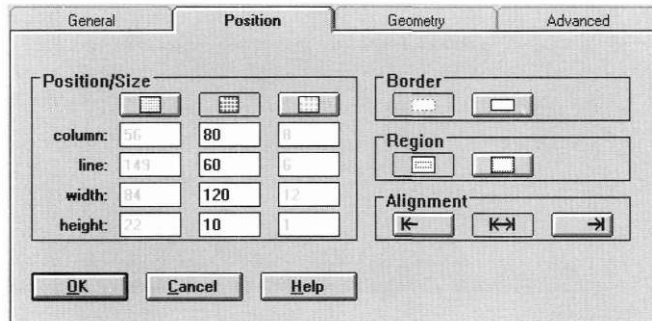 General Position Geometry Advanced
Position/Size
column: 56 80 8
line: 149 60 6
width: 84 120 12
height: 22 10 1
Border
Region
Alignment
OK Cancel Help